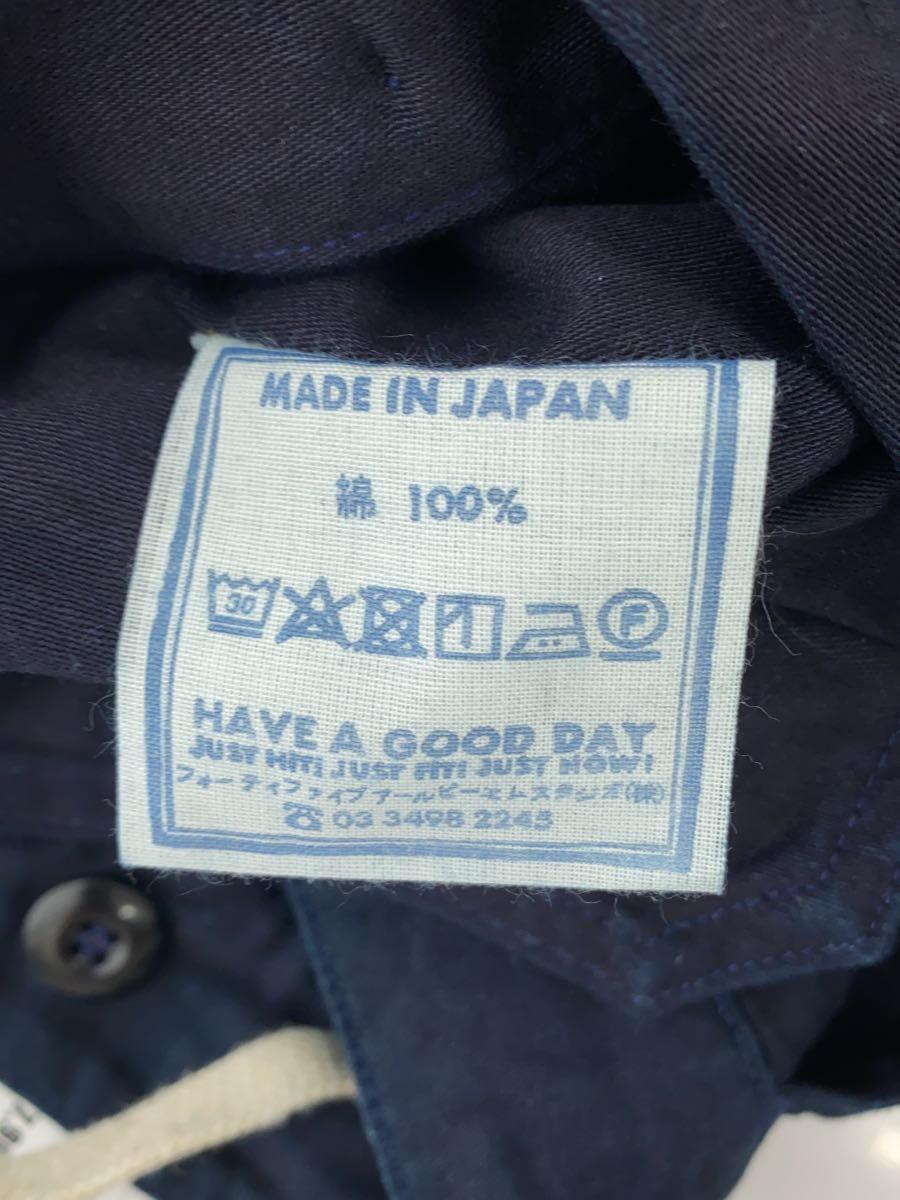 MADE IN JAPAN
綿 100%
30
F
HAVE A GOOD DAY
JUST HIT! JUST FIT! JUST NOW!
フォーティファイブアールピーエムスタジオ(株)
☎ 03 3498 2245